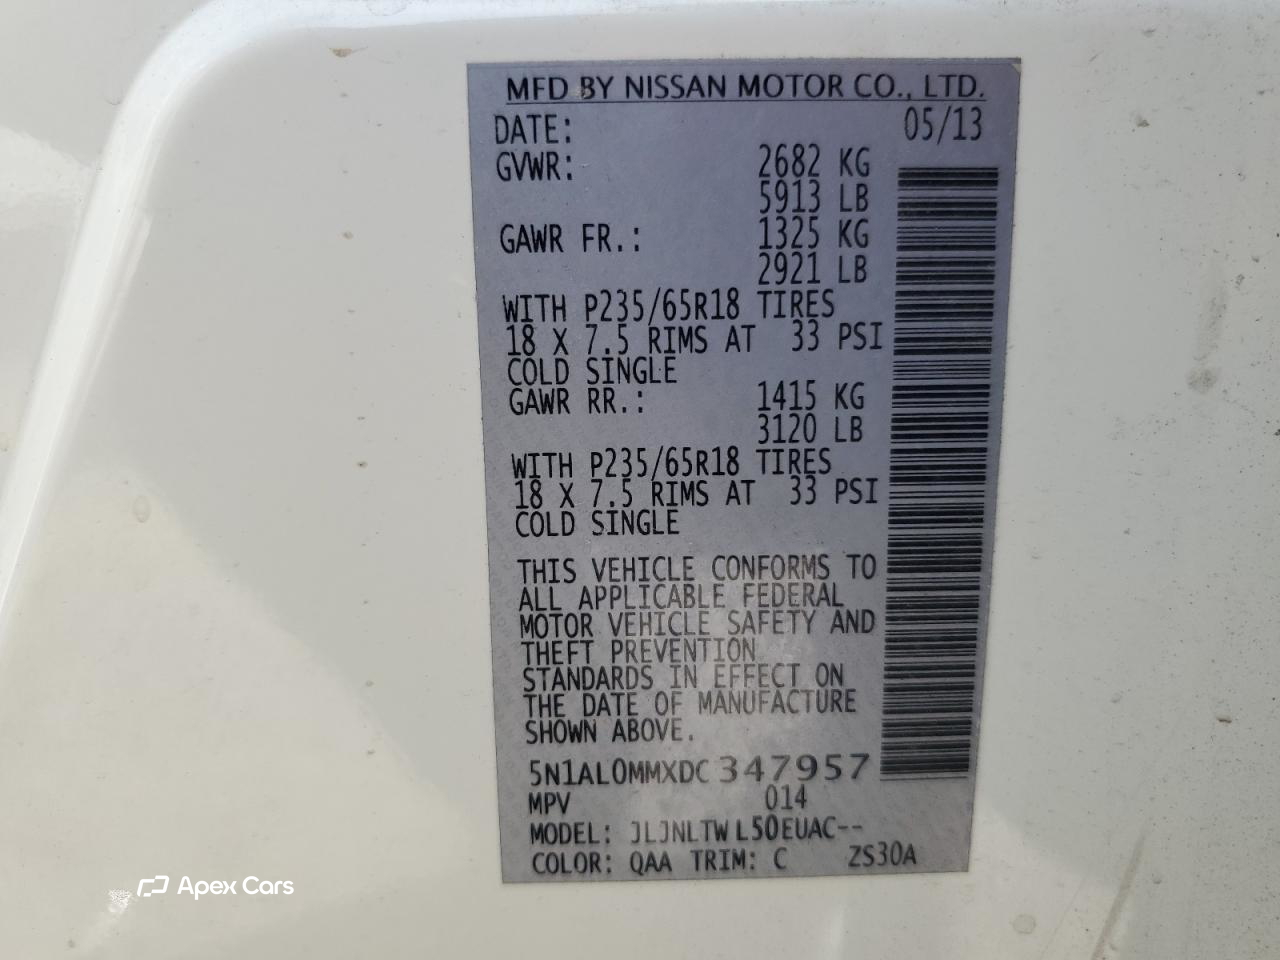 MFD BY NISSAN MOTOR CO., LTD.
DATE: 05/13
GVWR: 2682 KG
5913 LB
GAWR FR.: 1325 KG
2921 LB
WITH P235/65R18 TIRES
18 X 7.5 RIMS AT 33 PSI
COLD SINGLE
GAWR RR.: 1415 KG
3120 LB
WITH P235/65R18 TIRES
18 X 7.5 RIMS AT 33 PSI
COLD SINGLE
THIS VEHICLE CONFORMS TO
ALL APPLICABLE FEDERAL
MOTOR VEHICLE SAFETY AND
THEFT PREVENTION
STANDARDS IN EFFECT ON
THE DATE OF MANUFACTURE
SHOWN ABOVE.
5N1AL0MMXDC347957
MPV 014
MODEL: JLJNLTWL50EUAC--
COLOR: QAA TRIM: C ZS30A
Apex Cars